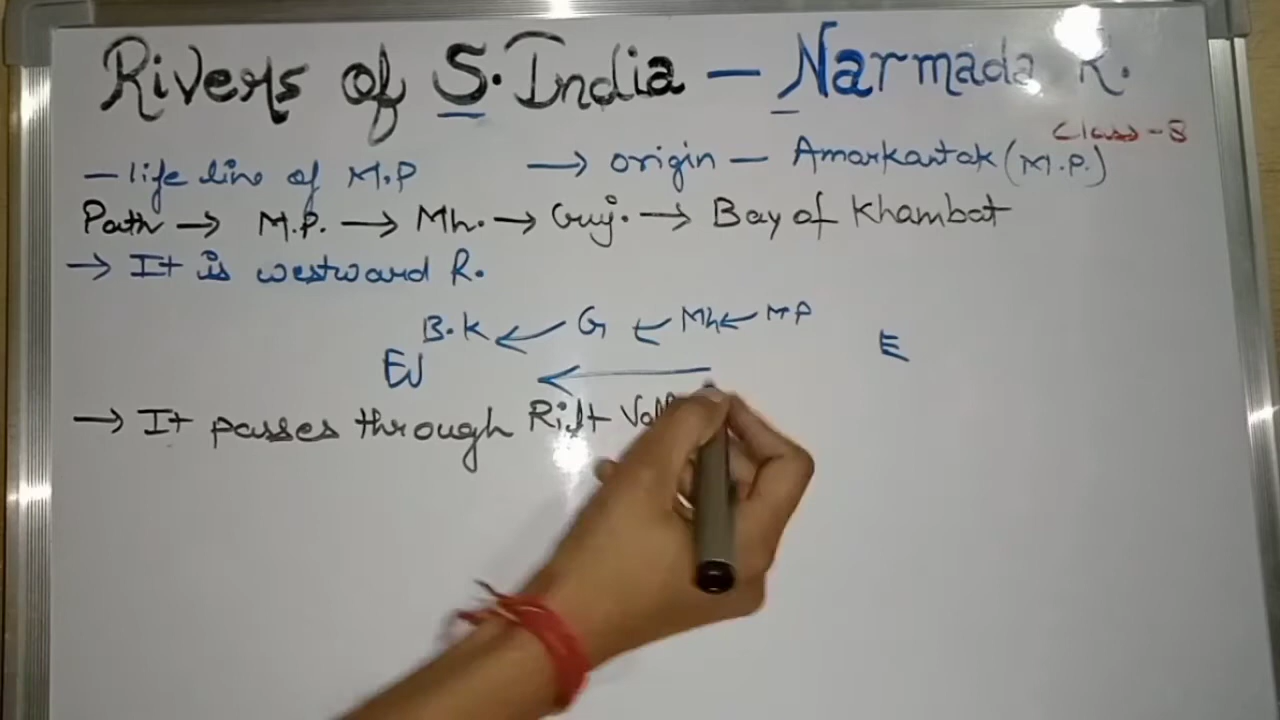 Rivers of S. India — Narmada R.
Class-8
— life line of M.P → origin — Amarkantak (M.P.)
Path → M.P. → Mh. → Guj. → Bay of Khambat
→ It is westward R.
B.K ← G ← Mh ← MP
W E
→ It passes through Rift